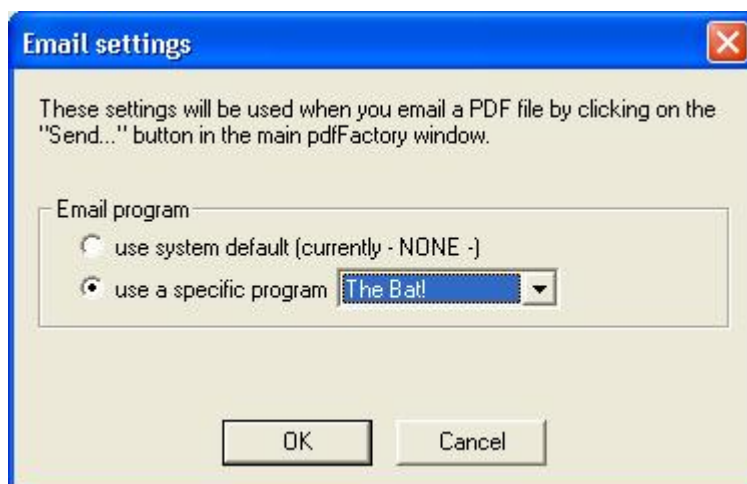 Email settings
These settings will be used when you email a PDF file by clicking on the
"Send..." button in the main pdfFactory window.
Email program
use system default (currently - NONE -)
use a specific program The Bat!
OK Cancel